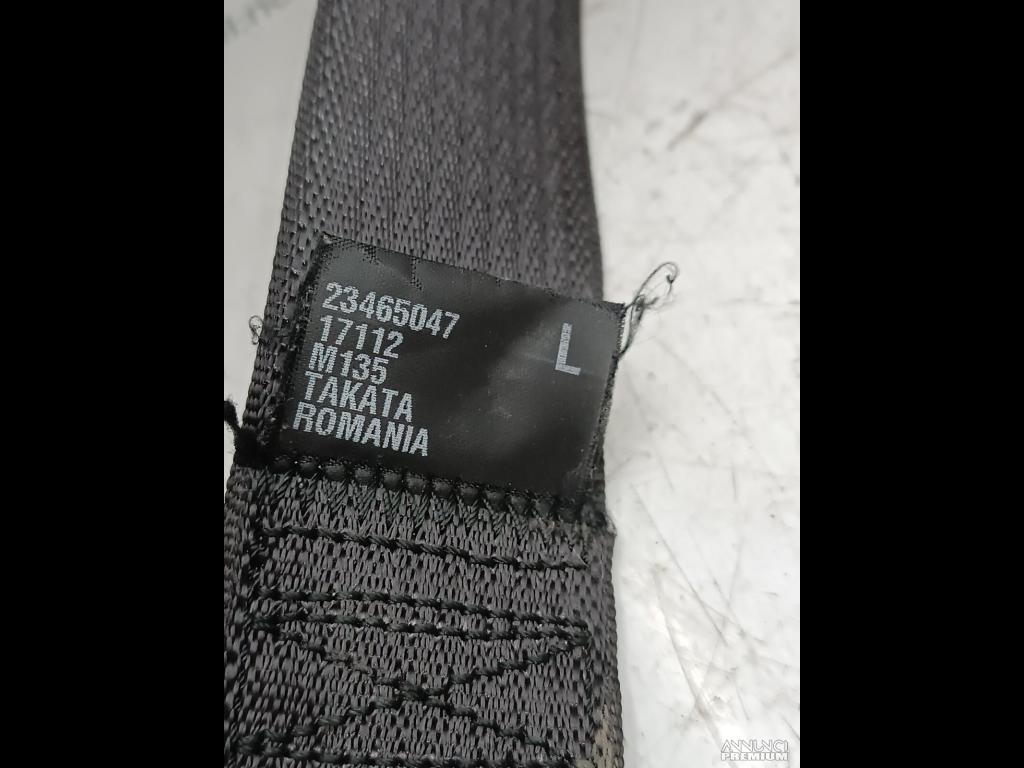 23465047
17112
M135
TAKATA
ROMANIA
L
ANNUNCI
PREMIUM